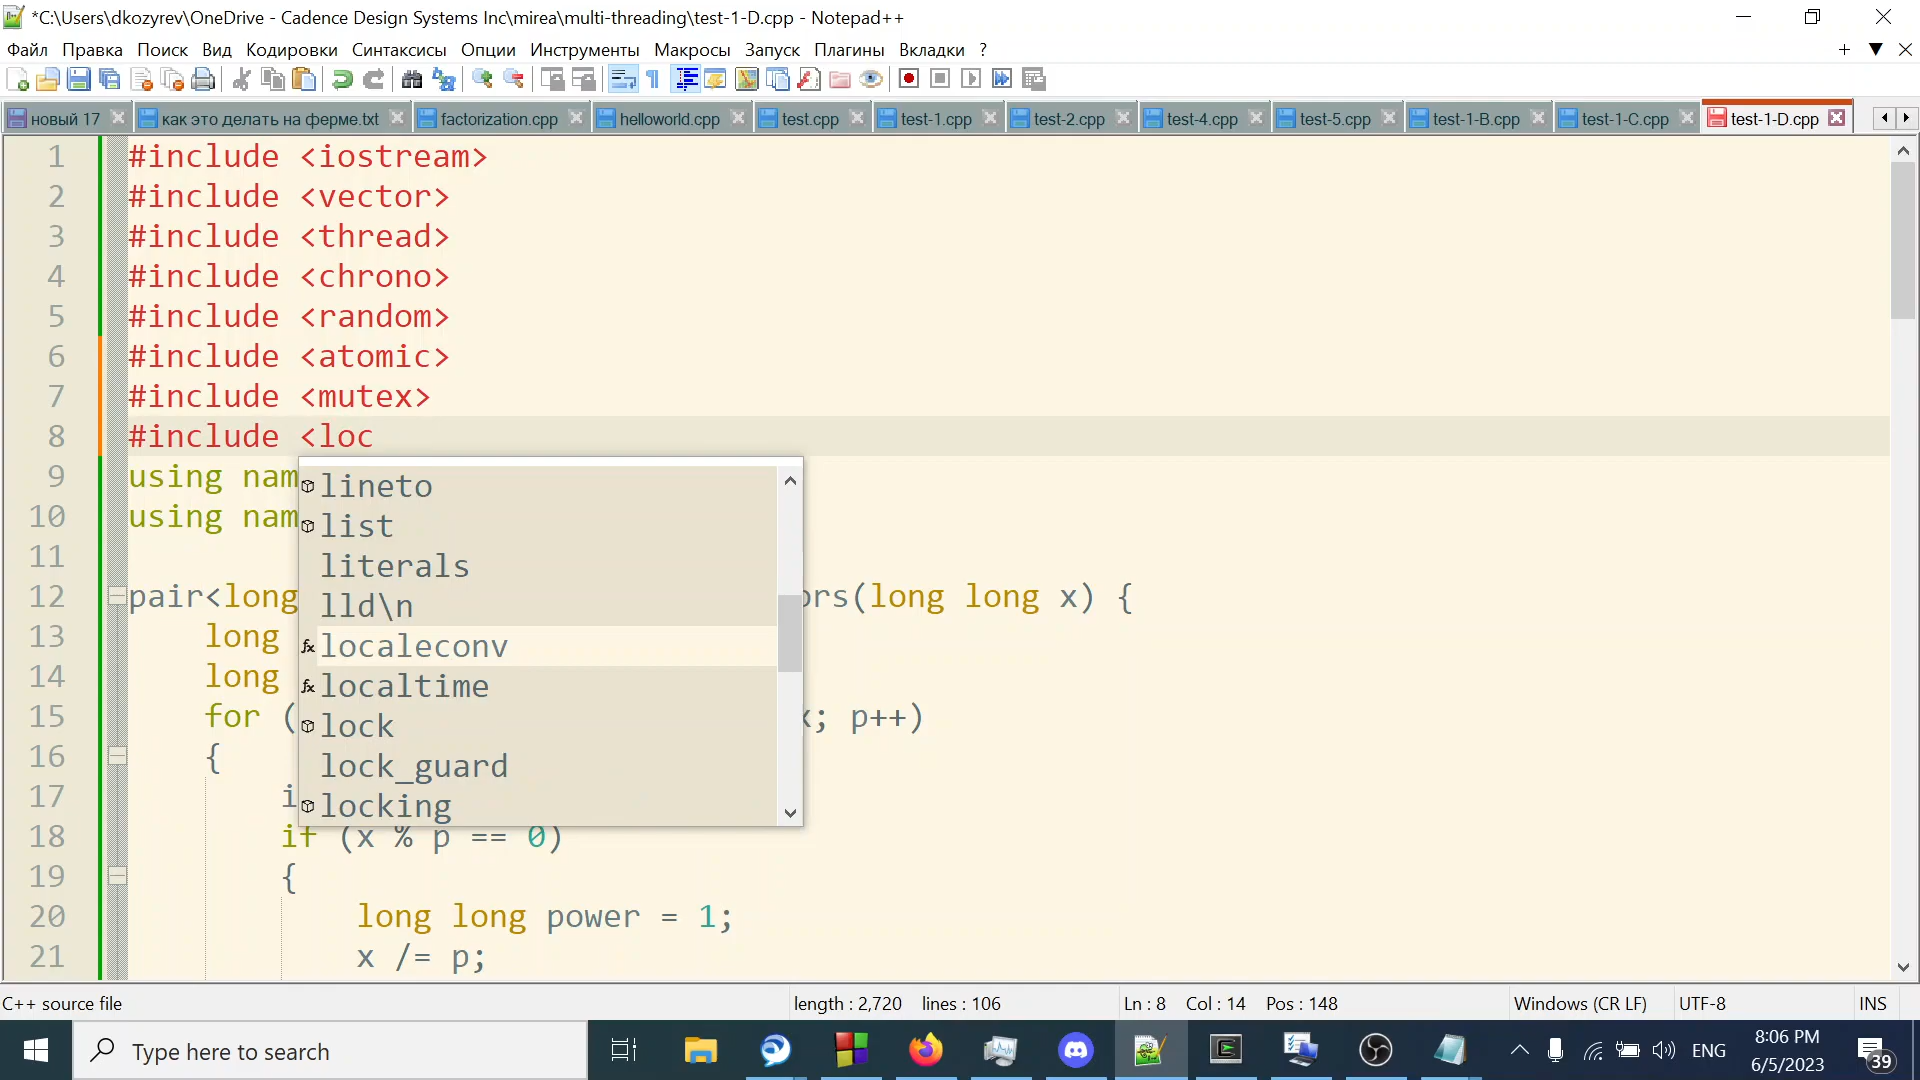 *C:\Users\dkozyrev\OneDrive - Cadence Design Systems Inc\mirea\multi-threading\test-1-D.cpp - Notepad++
Файл Правка Поиск Вид Кодировки Синтаксисы Опции Инструменты Макросы Запуск Плагины Вкладки ?
новый 17 как это делать на ферме.txt factorization.cpp helloworld.cpp test.cpp test-1.cpp test-2.cpp test-4.cpp test-5.cpp test-1-B.cpp test-1-C.cpp test-1-D.cpp
1 #include <iostream>
2 #include <vector>
3 #include <thread>
4 #include <chrono>
5 #include <random>
6 #include <atomic>
7 #include <mutex>
8 #include <loc
9 using nam
10 using nam
11
12 pair<long ors(long long x) {
13 long
14 long
15 for ( x; p++)
16 {
17 i
18 if (x % p == 0)
19 {
20 long long power = 1;
21 x /= p;
lineto
list
literals
lld\n
localeconv
localtime
lock
lock_guard
locking
C++ source file length : 2,720 lines : 106 Ln : 8 Col : 14 Pos : 148 Windows (CR LF) UTF-8 INS
Type here to search
ENG
8:06 PM
6/5/2023
39